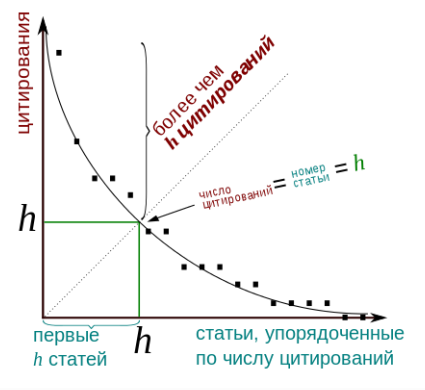 цитирования
более чем
h цитирований
число
цитирований = номер
статьи = h
h
первые
h статей
h
статьи, упорядоченные
по числу цитирований